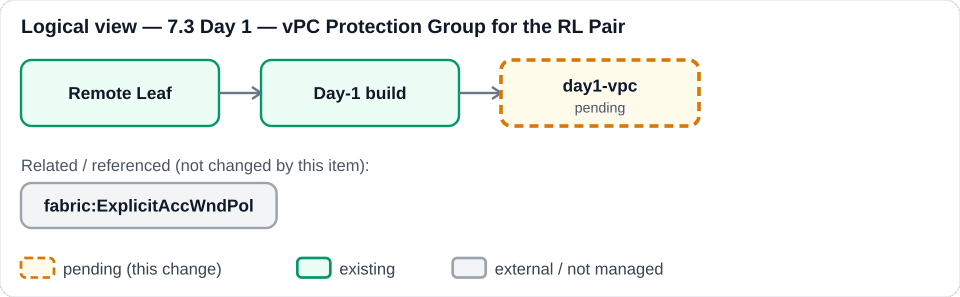 Logical view — 7.3 Day 1 — vPC Protection Group for the RL Pair
Remote Leaf
Day-1 build
day1-vpc
pending
Related / referenced (not changed by this item):
fabric:ExplicitAccWndPol
pending (this change)
existing
external / not managed